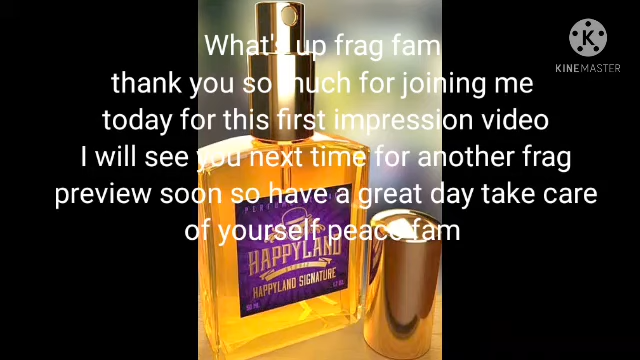 What's up frag fam
thank you so much for joining me
today for this first impression video
I will see you next time for another frag
preview soon so have a great day take care
of yourself peace fam
KINEMASTER
HAPPYLAND
STUDIO
HAPPYLAND SIGNATURE